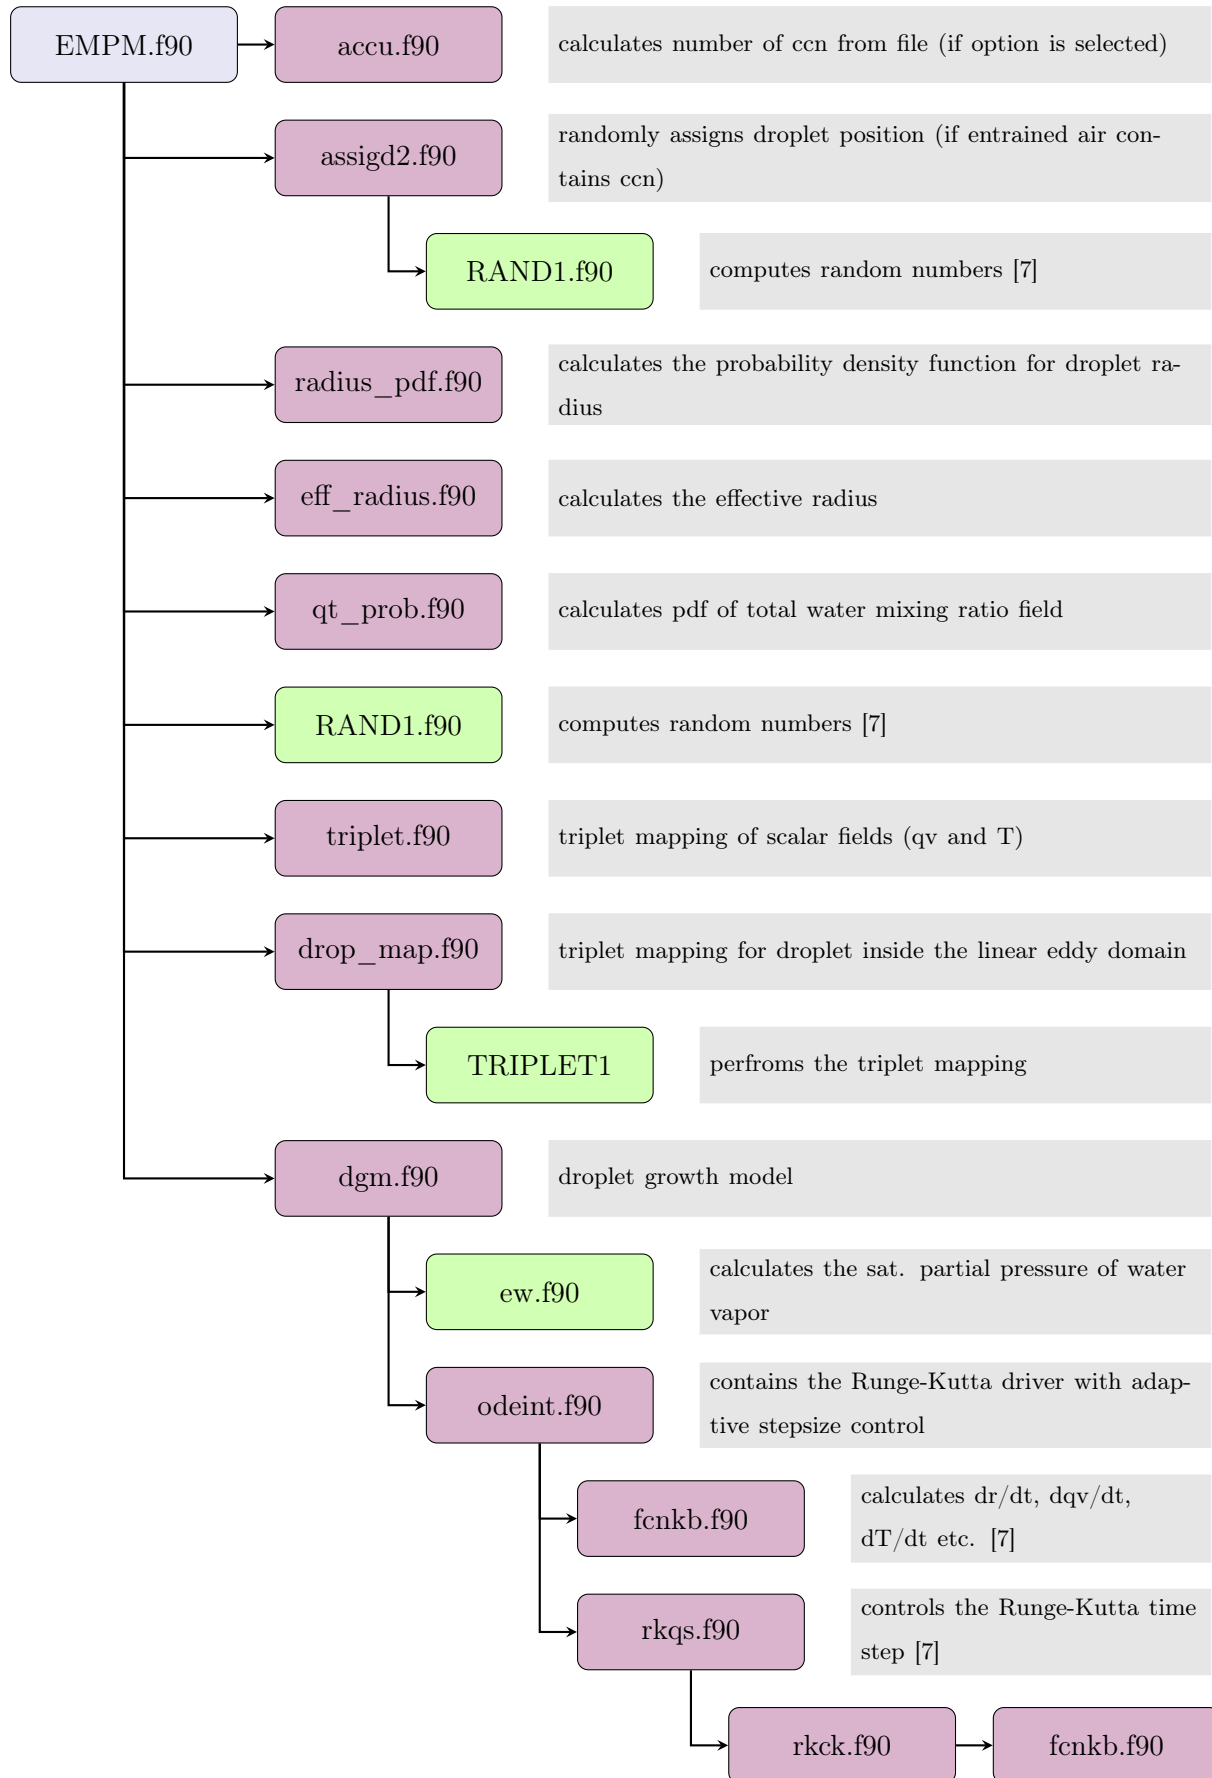 EMPM.f90
accu.f90
calculates number of ccn from file (if option is selected)
assigd2.f90
randomly assigns droplet position (if entrained air con-
tains ccn)
RAND1.f90
computes random numbers [7]
radius_pdf.f90
calculates the probability density function for droplet ra-
dius
eff_radius.f90
calculates the effective radius
qt_prob.f90
calculates pdf of total water mixing ratio field
RAND1.f90
computes random numbers [7]
triplet.f90
triplet mapping of scalar fields (qv and T)
drop_map.f90
triplet mapping for droplet inside the linear eddy domain
TRIPLET1
perfroms the triplet mapping
dgm.f90
droplet growth model
ew.f90
calculates the sat. partial pressure of water
vapor
odeint.f90
contains the Runge-Kutta driver with adap-
tive stepsize control
fcnkb.f90
calculates dr/dt, dqv/dt,
dT/dt etc. [7]
rkqs.f90
controls the Runge-Kutta time
step [7]
rkck.f90
fcnkb.f90